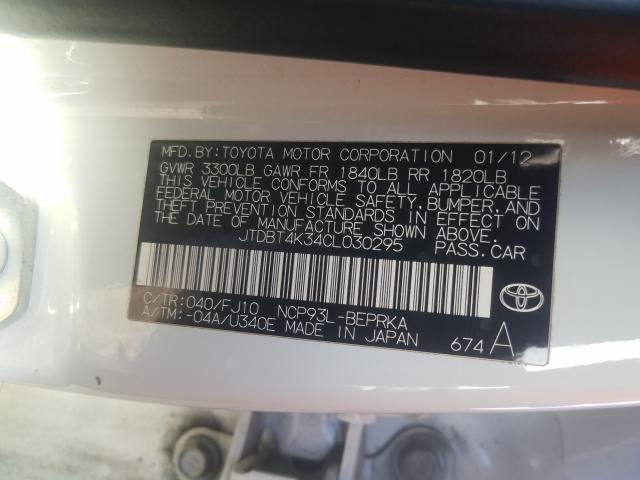 MFD.BY:TOYOTA MOTOR CORPORATION 01/12
GVWR 3300LB GAWR FR 1840LB RR 1820LB
THIS VEHICLE CONFORMS TO ALL APPLICABLE
FEDERAL MOTOR VEHICLE SAFETY,BUMPER,AND
THEFT PREVENTION STANDARDS IN EFFECT ON
THE DATE OF MANUFACTURE SHOWN ABOVE.
JTDBT4K34CL030295 PASS.CAR
C/TR:040/FJ10 NCP93L-BEPRKA
A/TM:-04A/U340E MADE IN JAPAN 674 A